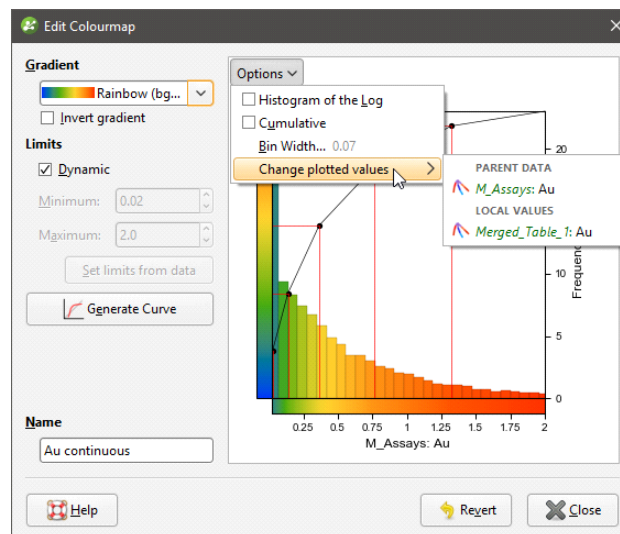 Edit Colourmap
Gradient
Rainbow (bg...
Invert gradient
Limits
Dynamic
Minimum: 0.02
Maximum: 2.0
Set limits from data
Generate Curve
Name
Au continuous
Options
Histogram of the Log
Cumulative
Bin Width... 0.07
Change plotted values
PARENT DATA
M_Assays: Au
LOCAL VALUES
Merged_Table_1: Au
20
10
5
0
0.25 0.5 0.75 1 1.25 1.5 1.75 2
M_Assays: Au
Help
Revert
Close